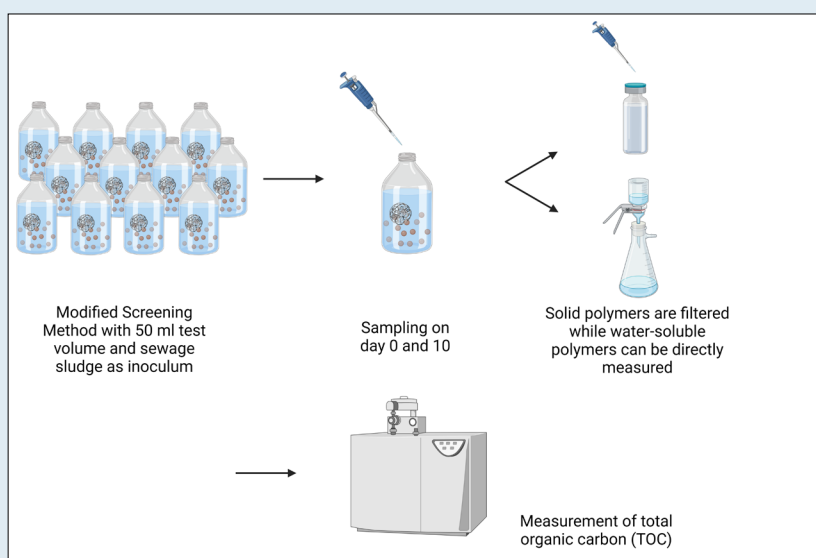 Modified Screening
Method with 50 ml test
volume and sewage
sludge as inoculum
Sampling on
day 0 and 10
Solid polymers are filtered
while water-soluble
polymers can be directly
measured
Measurement of total
organic carbon (TOC)